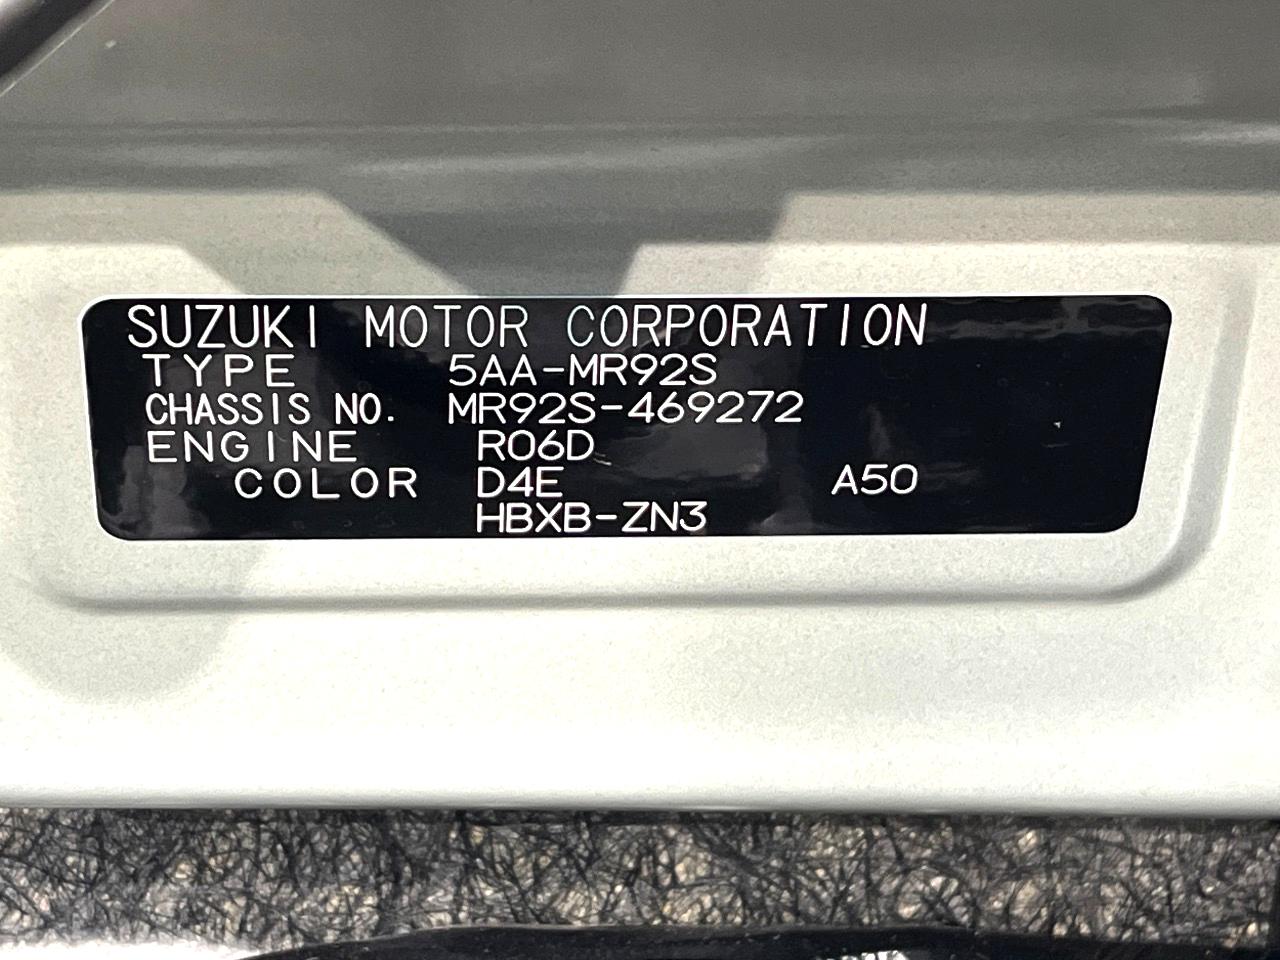 SUZUKI MOTOR CORPORATION
TYPE 5AA-MR92S
CHASSIS NO. MR92S-469272
ENGINE R06D
COLOR D4E A50
HBXB-ZN3